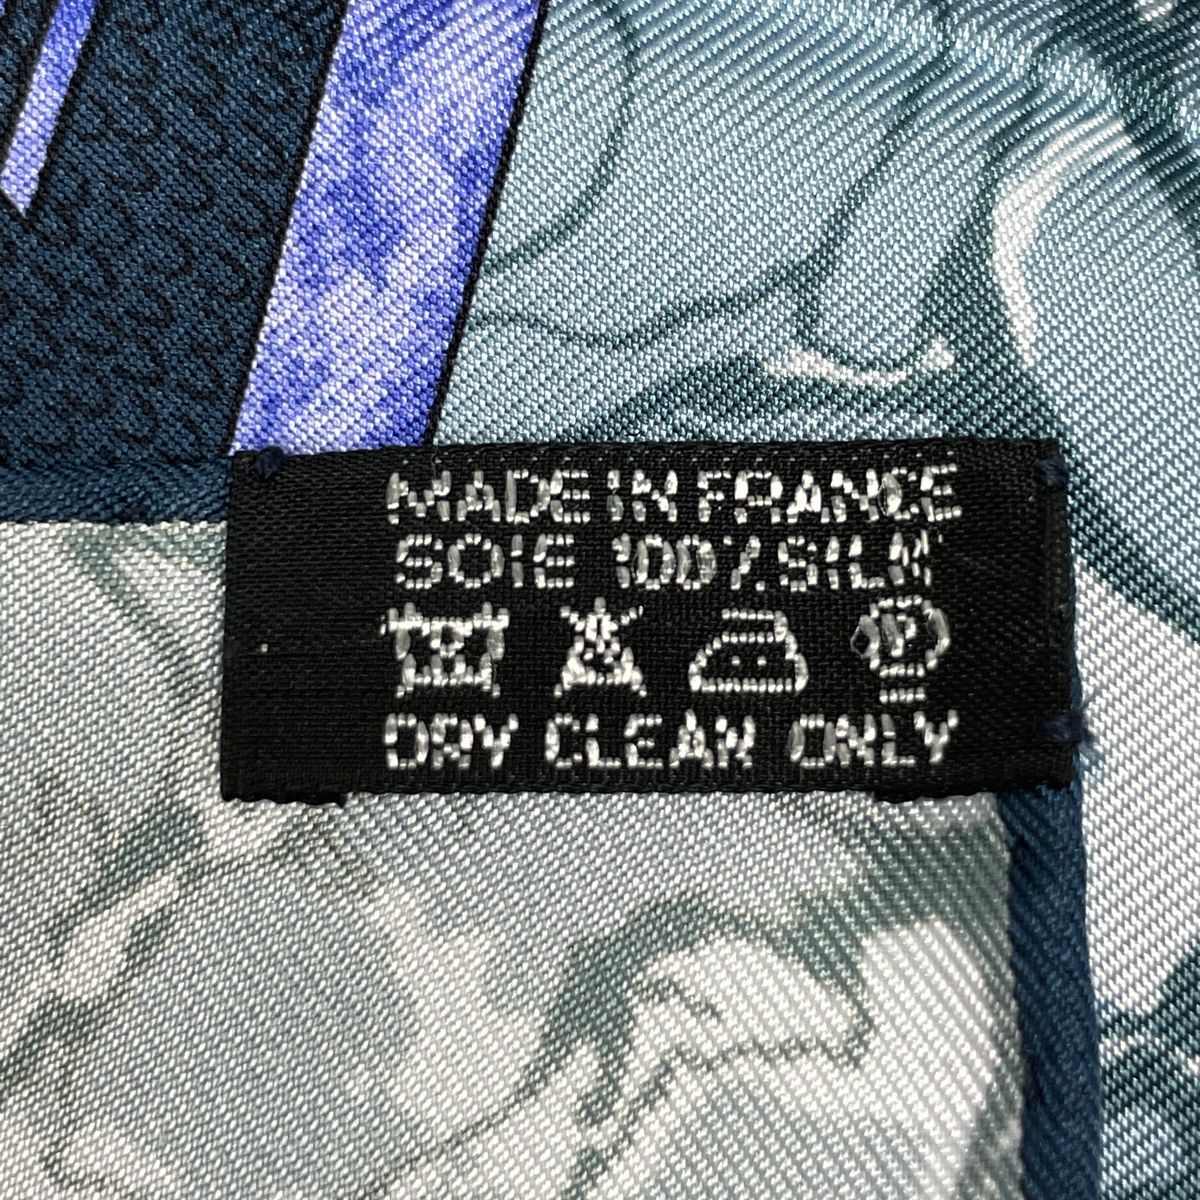 MADE IN FRANCE
SOIE 100% SILK
P
DRY CLEAN ONLY